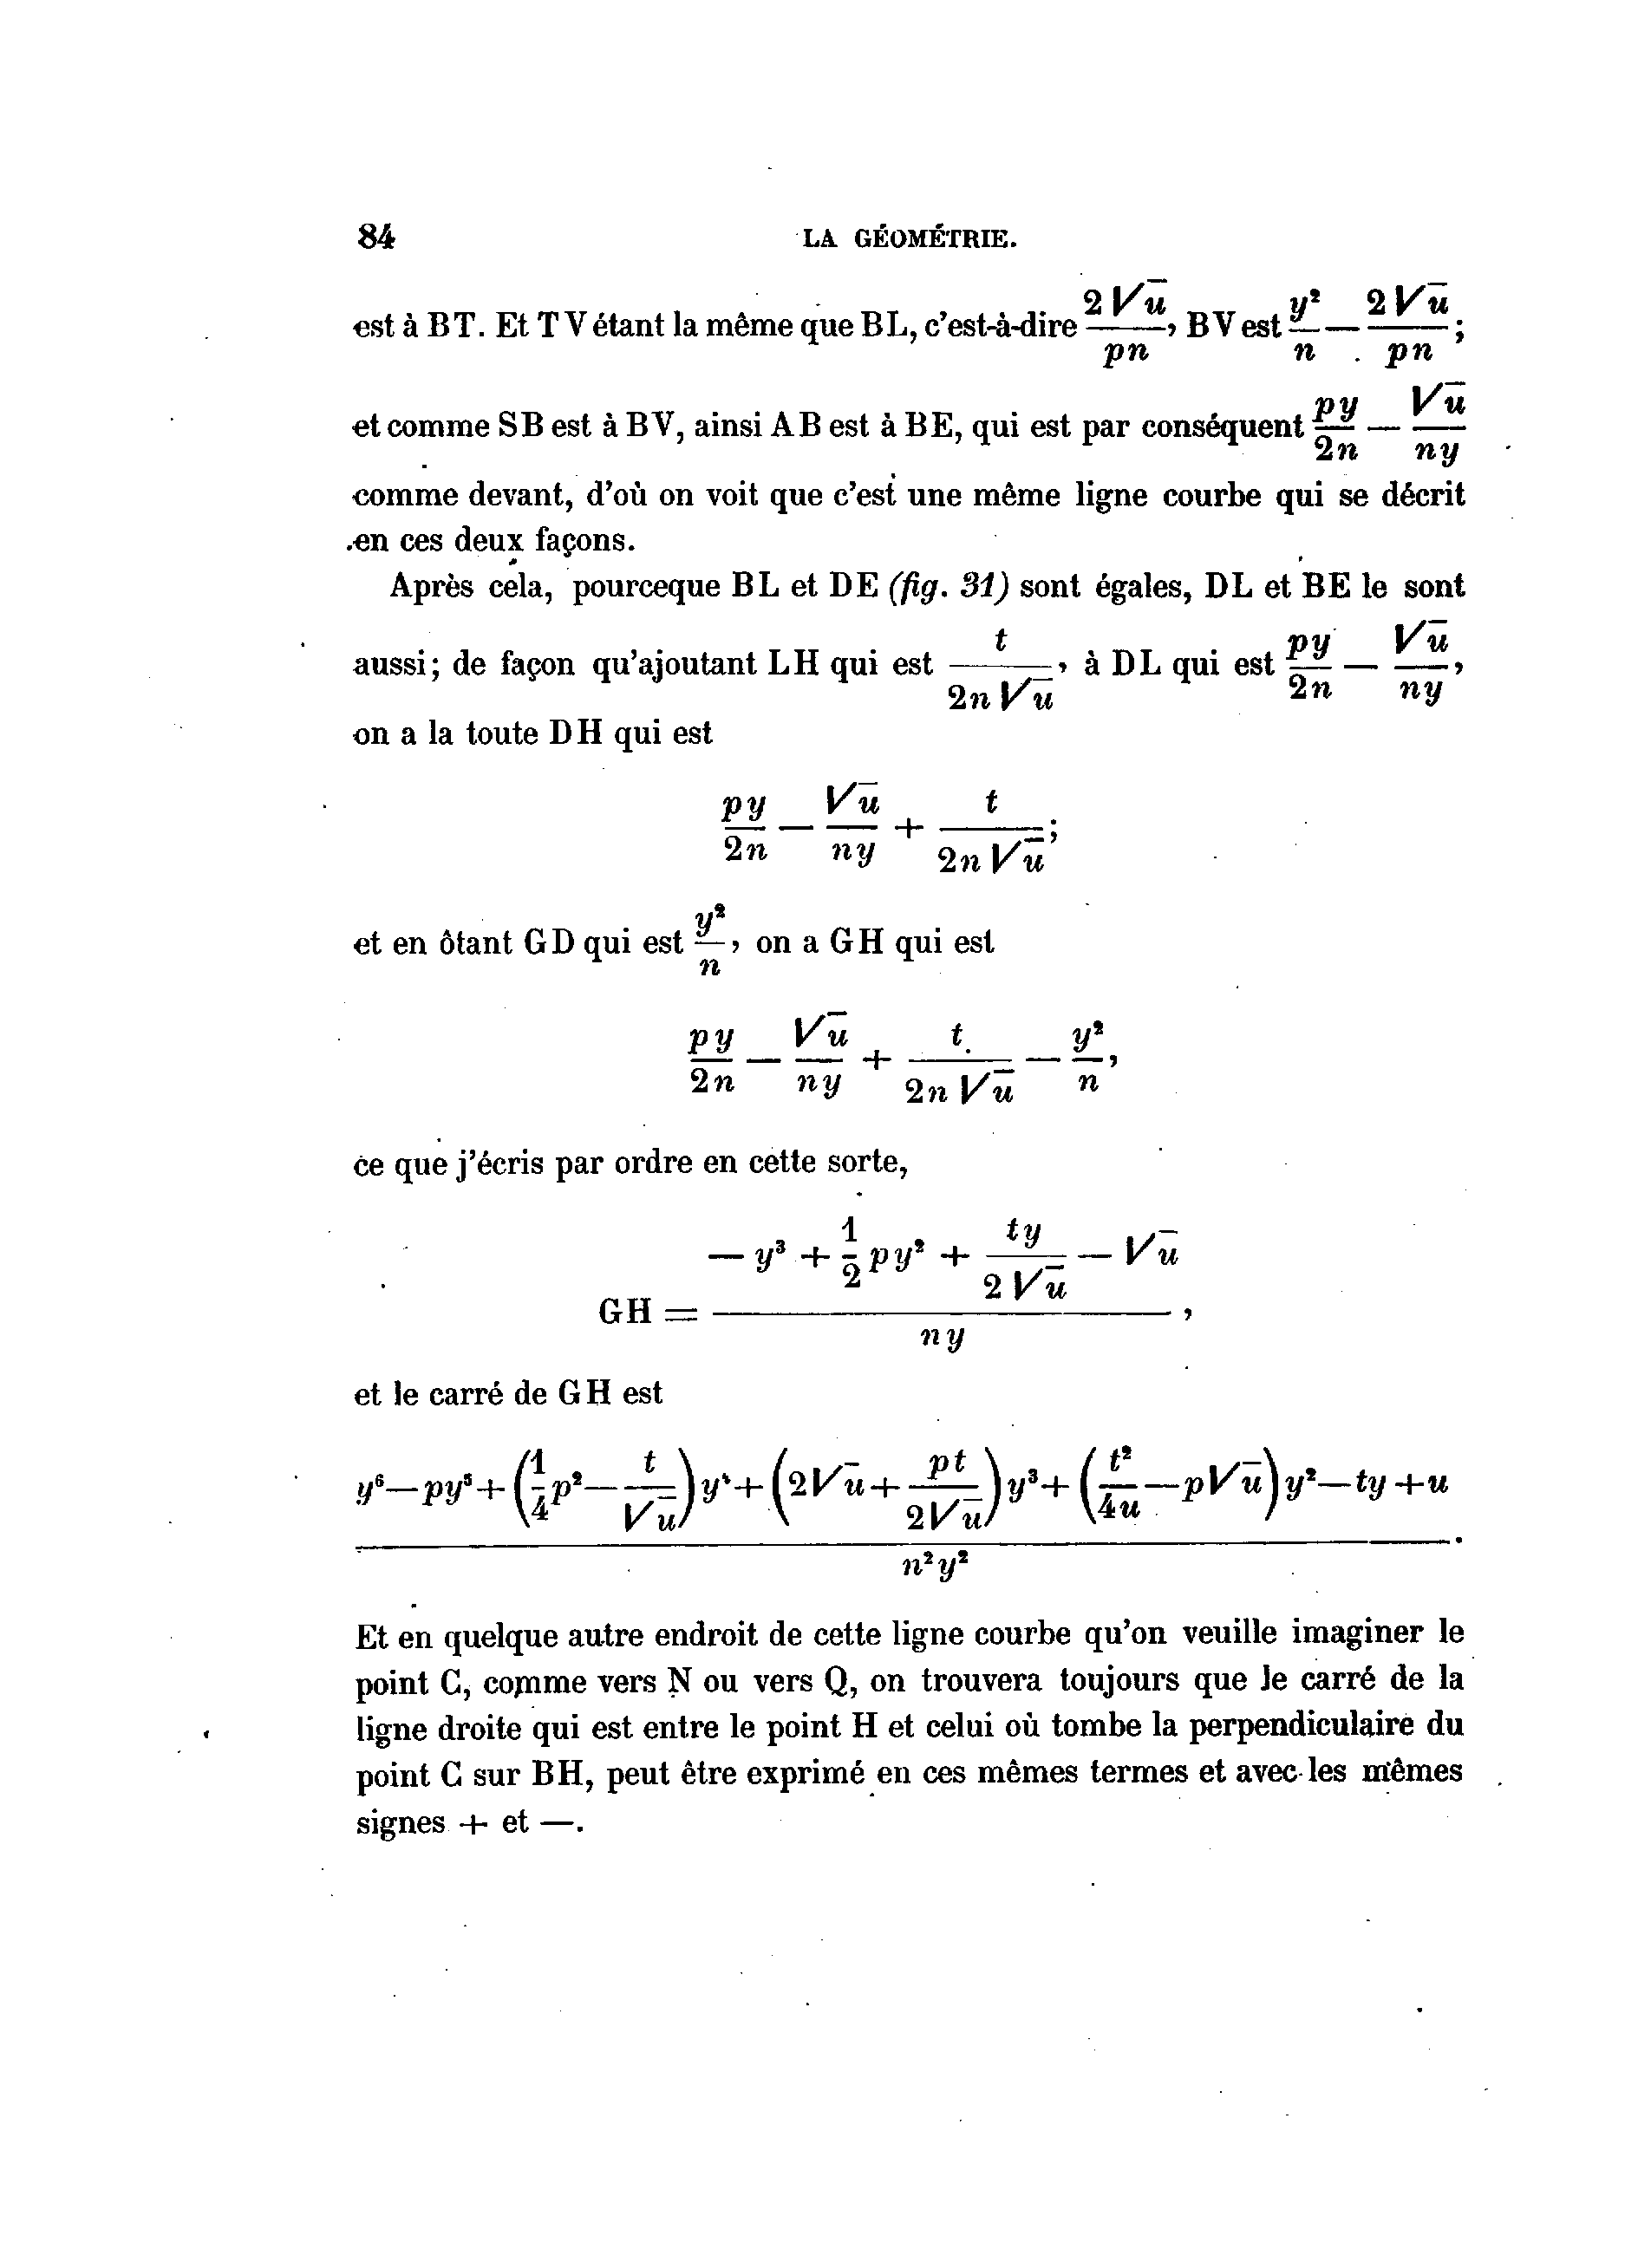 84 LA GÉOMÉTRIE.
est à BT. Et TV étant la même que BL, c'est-à-dire $\frac{2\sqrt{u}}{pn}$, BV est $\frac{y^2}{n} - \frac{2\sqrt{u}}{pn}$;
et comme SB est à BV, ainsi AB est à BE, qui est par conséquent $\frac{py}{2n} - \frac{\sqrt{u}}{ny}$
comme devant, d'où on voit que c'est une même ligne courbe qui se décrit
en ces deux façons.
Après cela, pourceque BL et DE (fig. 31) sont égales, DL et BE le sont
aussi; de façon qu'ajoutant LH qui est $\frac{t}{2n\sqrt{u}}$, à DL qui est $\frac{py}{2n} - \frac{\sqrt{u}}{ny}$,
on a la toute DH qui est
$\frac{py}{2n} - \frac{\sqrt{u}}{ny} + \frac{t}{2n\sqrt{u}}$;
et en ôtant GD qui est $\frac{y^2}{n}$, on a GH qui est
$\frac{py}{2n} - \frac{\sqrt{u}}{ny} + \frac{t}{2n\sqrt{u}} - \frac{y^2}{n}$,
ce que j'écris par ordre en cette sorte,
$GH = \frac{-y^3 + \frac{1}{2}py^2 + \frac{ty}{2\sqrt{u}} - \sqrt{u}}{ny}$,
et le carré de GH est
$\frac{y^6 - py^5 + \left(\frac{1}{4}p^2 - \frac{t}{\sqrt{u}}\right)y^4 + \left(2\sqrt{u} + \frac{pt}{2\sqrt{u}}\right)y^3 + \left(\frac{t^2}{4u} - p\sqrt{u}\right)y^2 - ty + u}{n^2y^2}$.
Et en quelque autre endroit de cette ligne courbe qu'on veuille imaginer le
point C, comme vers N ou vers Q, on trouvera toujours que le carré de la
ligne droite qui est entre le point H et celui où tombe la perpendiculaire du
point C sur BH, peut être exprimé en ces mêmes termes et avec les mêmes
signes + et —.